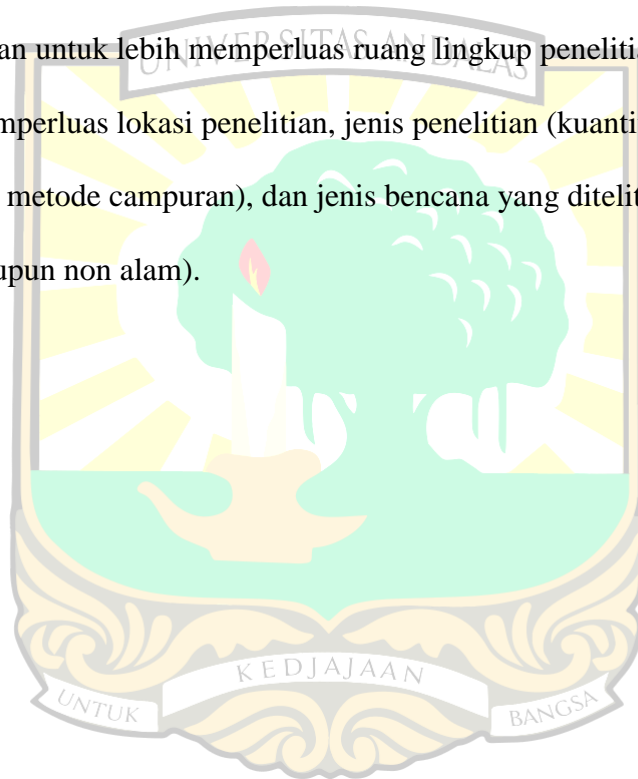 an untuk lebih memperluas ruang lingkup peneliti
UNIVERSITAS ANDALAS
mperluas lokasi penelitian, jenis penelitian (kuanti
metode campuran), dan jenis bencana yang ditelit
upun non alam).
KEDJAJAAN
UNTUK
BANGSA